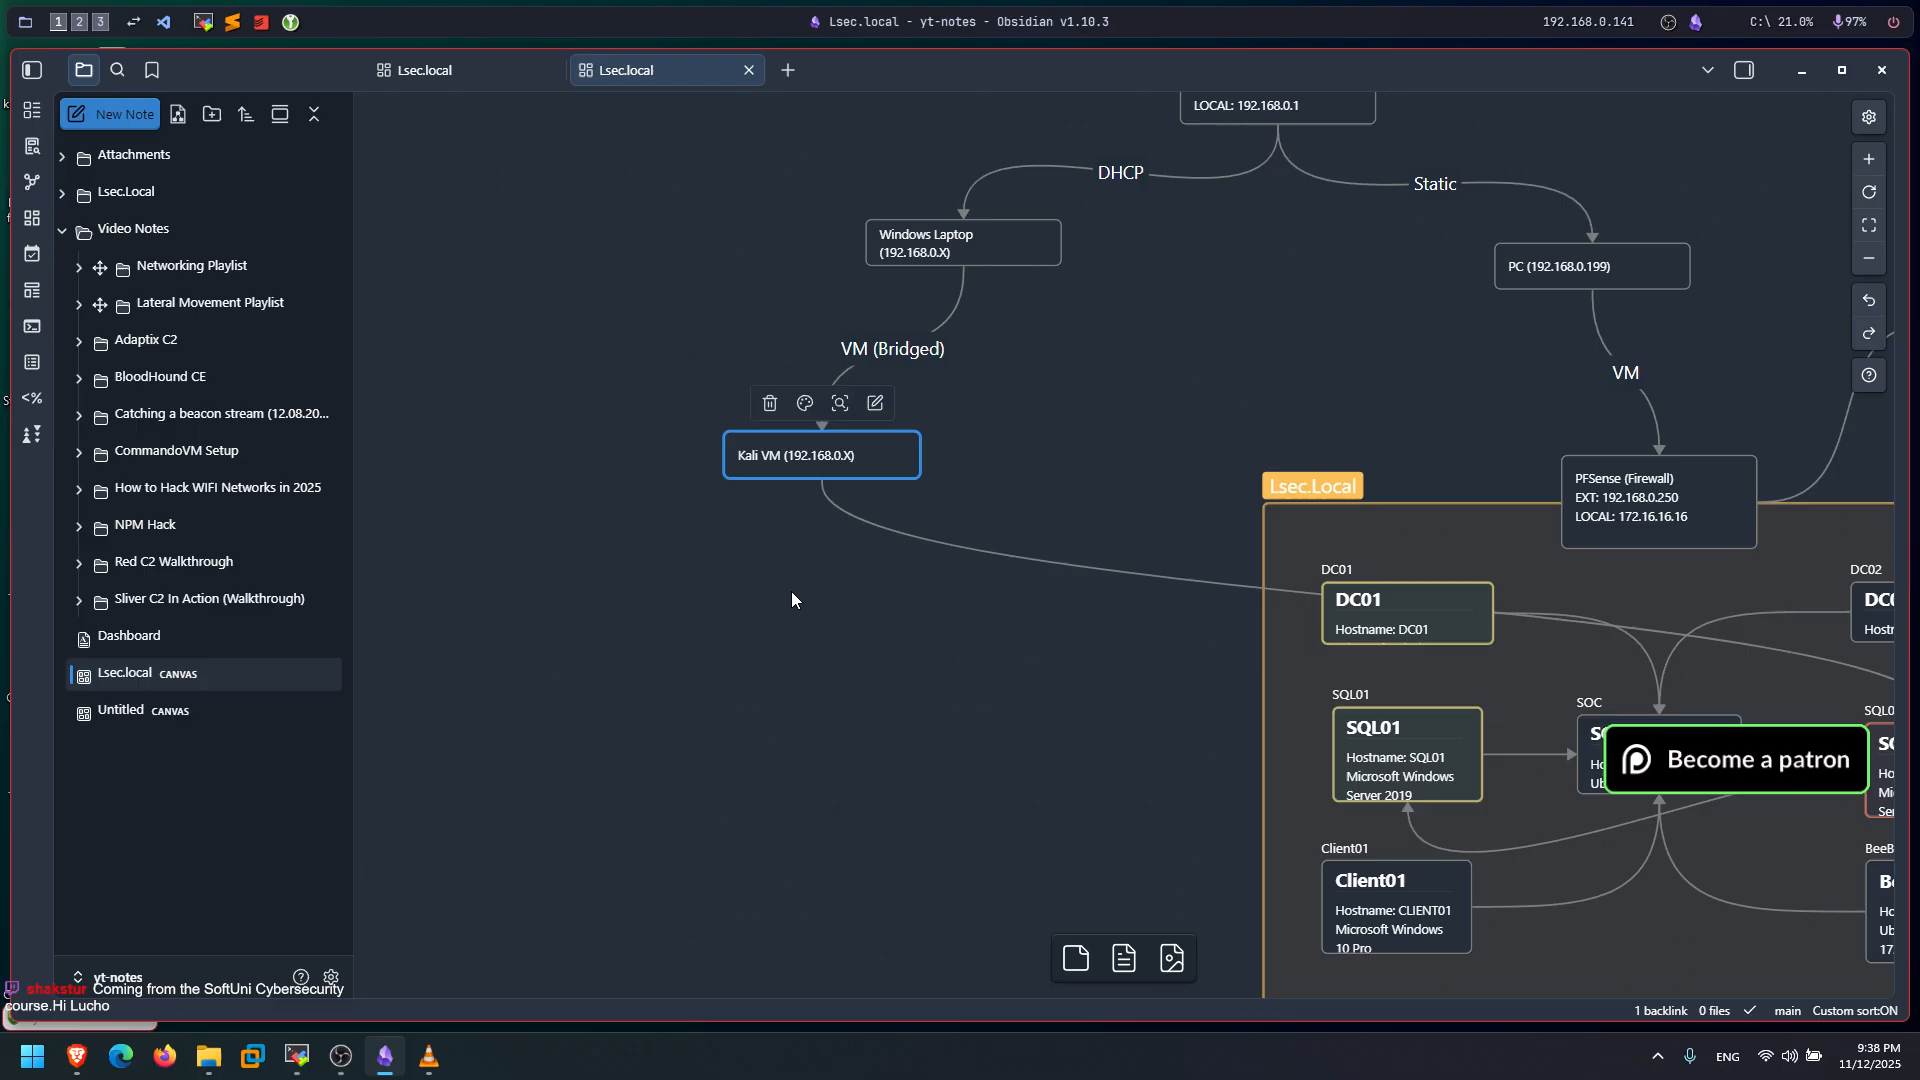 1 2 3
Lsec.local - yt-notes - Obsidian v1.10.3
192.168.0.141
C:\ 21.0%
97%
Lsec.local
Lsec.local
New Note
Attachments
Lsec.Local
Video Notes
Networking Playlist
Lateral Movement Playlist
Adaptix C2
BloodHound CE
Catching a beacon stream (12.08.20...
CommandoVM Setup
How to Hack WIFI Networks in 2025
NPM Hack
Red C2 Walkthrough
Sliver C2 In Action (Walkthrough)
Dashboard
Lsec.local CANVAS
Untitled CANVAS
yt-notes
shakstur Coming from the SoftUni Cybersecurity
course.Hi Lucho
LOCAL: 192.168.0.1
DHCP
Static
Windows Laptop
(192.168.0.X)
PC (192.168.0.199)
VM (Bridged)
VM
Kali VM (192.168.0.X)
PFSense (Firewall)
EXT: 192.168.0.250
LOCAL: 172.16.16.16
Lsec.Local
DC01
DC01
Hostname: DC01
DC02
SQL01
SQL01
Hostname: SQL01
Microsoft Windows
Server 2019
SOC
Become a patron
Client01
Client01
Hostname: CLIENT01
Microsoft Windows
10 Pro
1 backlink
0 files
main
Custom sort:ON
ENG
9:38 PM
11/12/2025